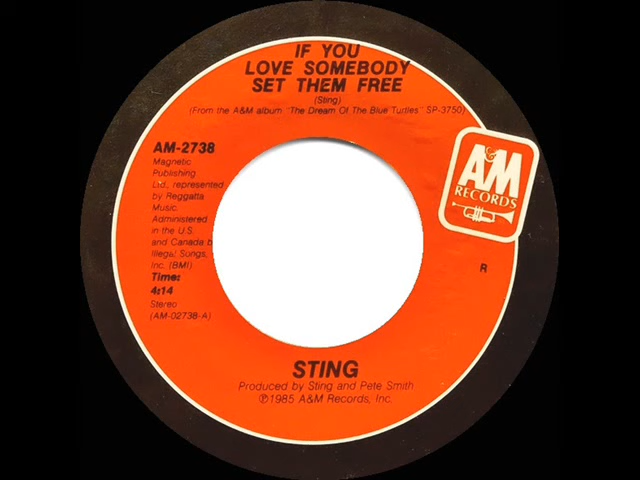 IF YOU
LOVE SOMEBODY
SET THEM FREE
(Sting)
(From the A&M album "The Dream Of The Blue Turtles" SP-3750)
AM-2738
Magnetic
Publishing
Ltd., represented
by Reggatta
Music.
Administered
in the U.S.
and Canada b
Illegal Songs,
Inc. (BMI)
Time:
4:14
Stereo
(AM-02738-A)
A&M
RECORDS
R
STING
Produced by Sting and Pete Smith
℗1985 A&M Records, Inc.